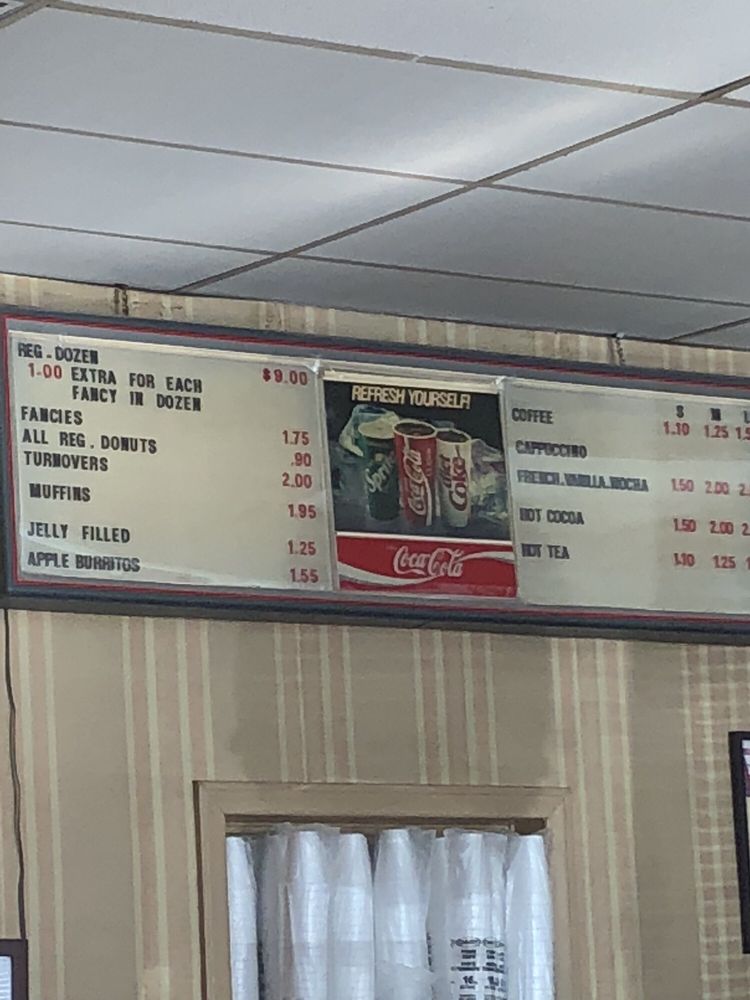 REG. DOZEN $9.00
1-00 EXTRA FOR EACH
FANCY IN DOZEN
FANCIES 1.75
ALL REG. DONUTS .90
TURNOVERS 2.00
MUFFINS 1.95
JELLY FILLED 1.25
APPLE BURRITOS 1.55
REFRESH YOURSELF!
Sprite
Coca-Cola
diet Coke
Coca-Cola
S M L
COFFEE 1.10 1.25
CAPPUCCINO
FRENCH.VANILLA.MOCHA 1.50 2.00
HOT COCOA 1.50 2.00
HOT TEA 1.10 1.25